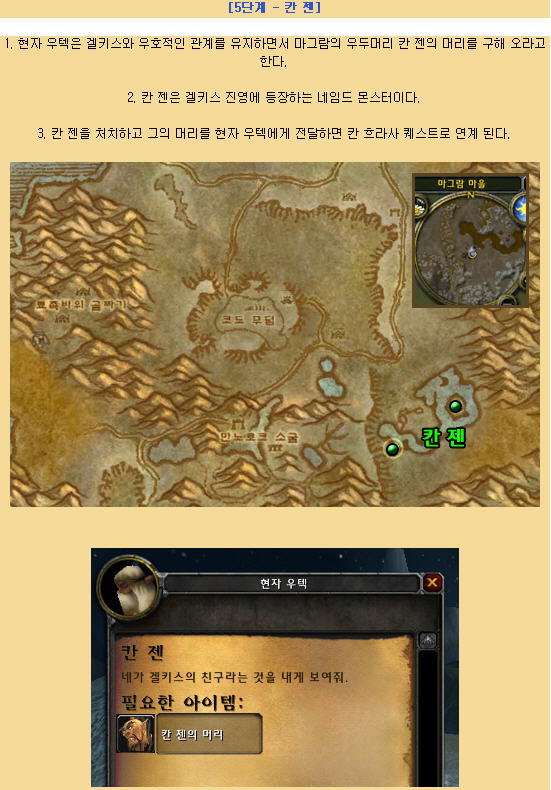 [5단계 - 칸 젠]
1. 현자 우텍은 겔키스와 우호적인 관계를 유지하면서 마그람의 우두머리 칸 젠의 머리를 구해 오라고
한다.
2. 칸 젠은 겔키스 진영에 등장하는 네임드 몬스터이다.
3. 칸 젠을 처치하고 그의 머리를 현자 우텍에게 전달하면 칸 흐라사 퀘스트로 연계 된다.
마그람 마을
N
뾰족바위 골짜기
코도 무덤
만노로크 소굴
칸 젠
현자 우텍
칸 젠
네가 겔키스의 친구라는 것을 내게 보여줘.
필요한 아이템:
칸 젠의 머리